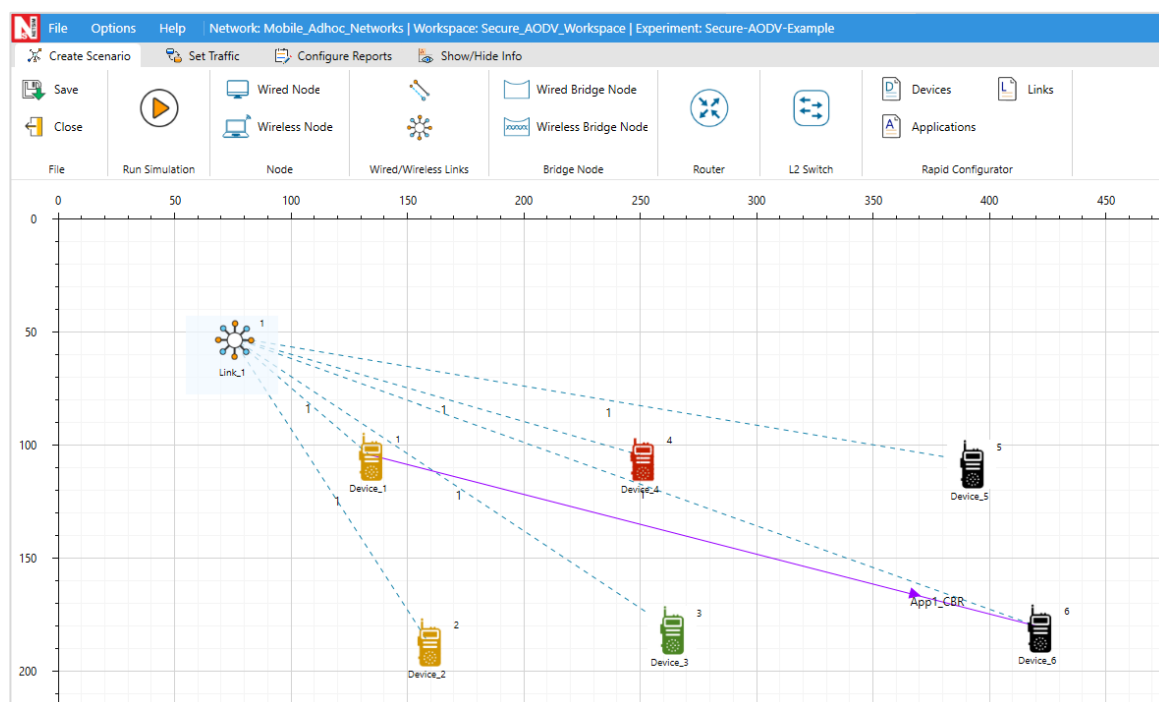 File Options Help Network: Mobile_Adhoc_Networks | Workspace: Secure_AODV_Workspace | Experiment: Secure-AODV-Example
Create Scenario Set Traffic Configure Reports Show/Hide Info
Save Wired Node Wired Bridge Node Devices Links
Close Wireless Node Wireless Bridge Node Applications
File Run Simulation Node Wired/Wireless Links Bridge Node Router L2 Switch Rapid Configurator
0 50 100 150 200 250 300 350 400 450
0
50
1
Link_1
1 1 1
100
1 4 5
Device_1 Device_4 Device_5
1 1 1
150
App1_CBR
2 3 6
Device_3 Device_6
200
Device_2